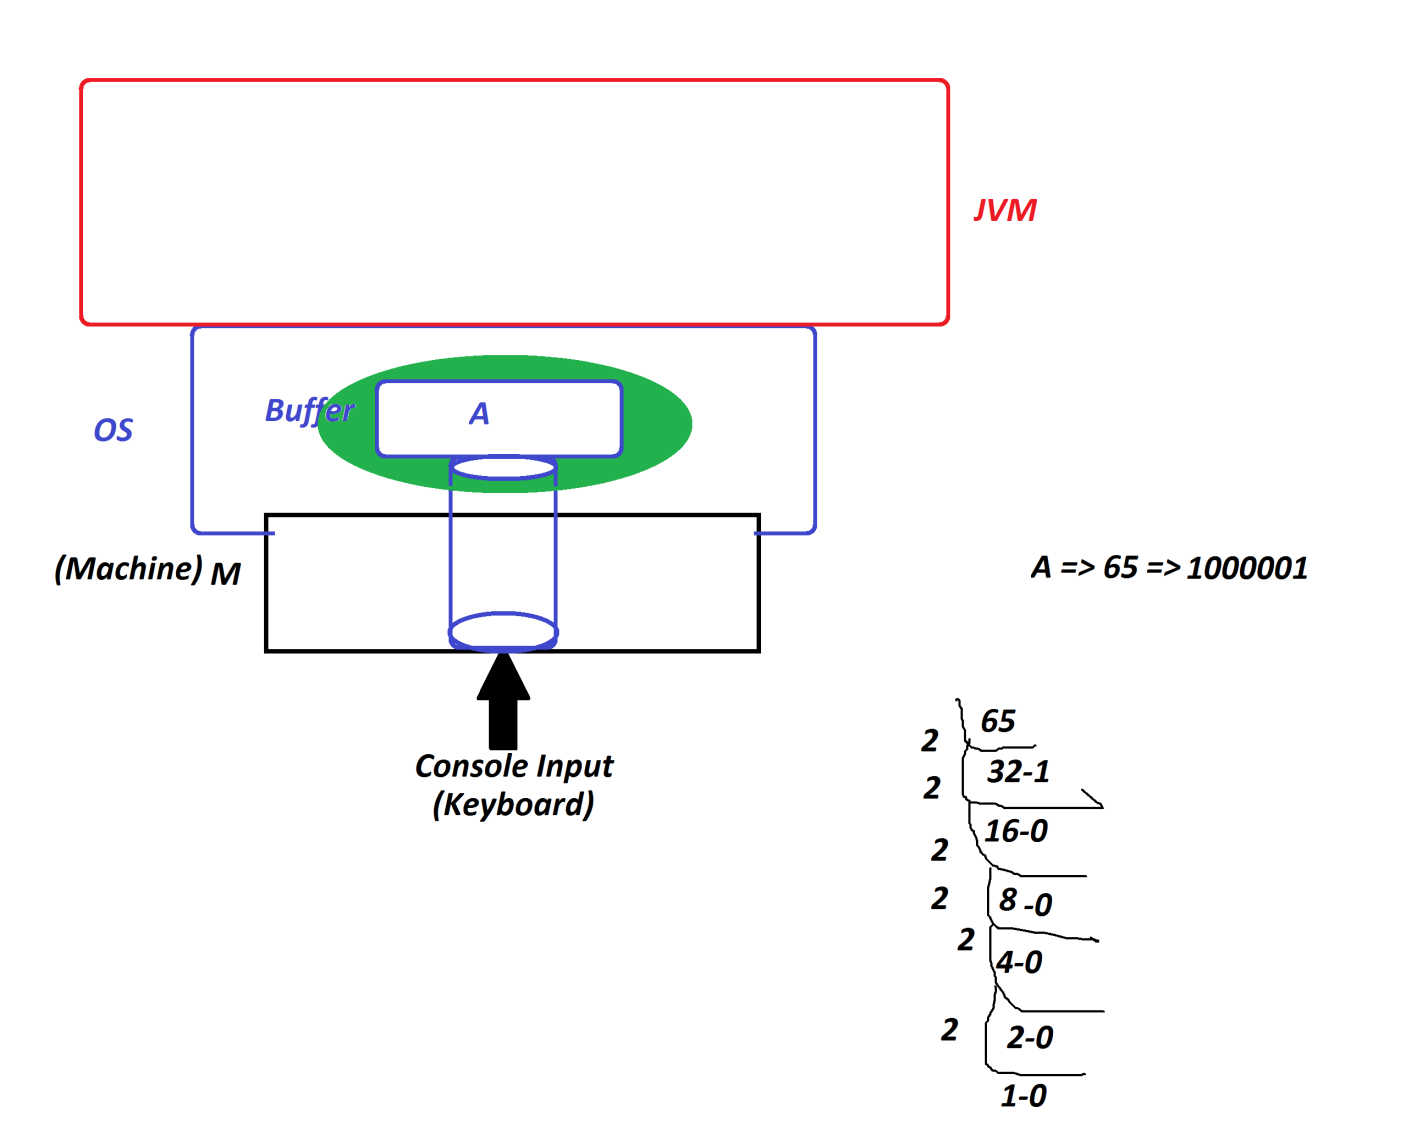 JVM
Buffer
A
OS
(Machine) M
A => 65 => 1000001
Console Input
(Keyboard)
65
2
32-1
2
16-0
2
2
8 -0
2
4-0
2
2-0
1-0